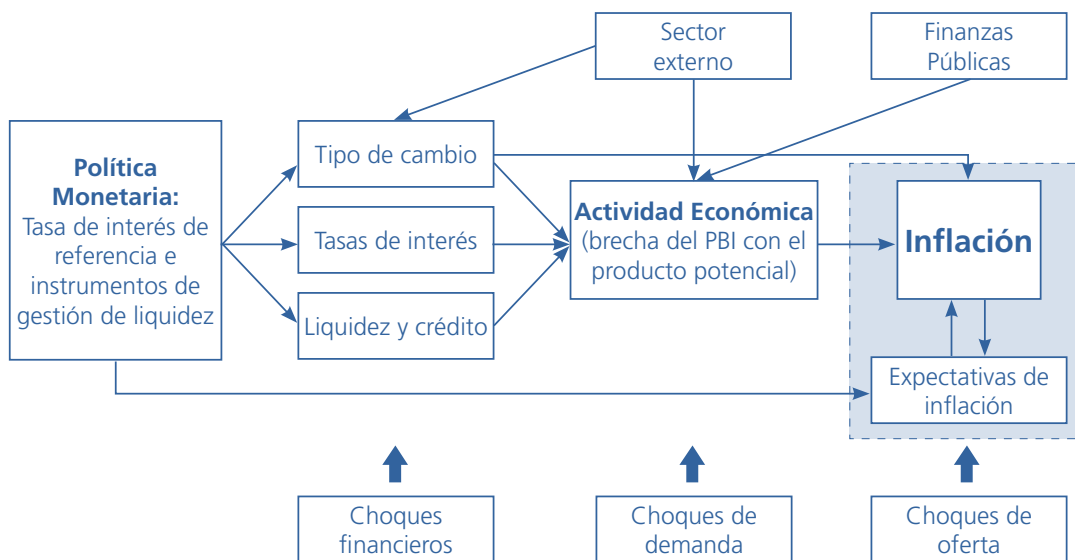 Sector
externo
Finanzas
Públicas
Política
Monetaria:
Tasa de interés de
referencia e
instrumentos de
gestión de liquidez
Tipo de cambio
Tasas de interés
Liquidez y crédito
Actividad Económica
(brecha del PBI con el
producto potencial)
Inflación
Expectativas de
inflación
Choques
financieros
Choques de
demanda
Choques de
oferta